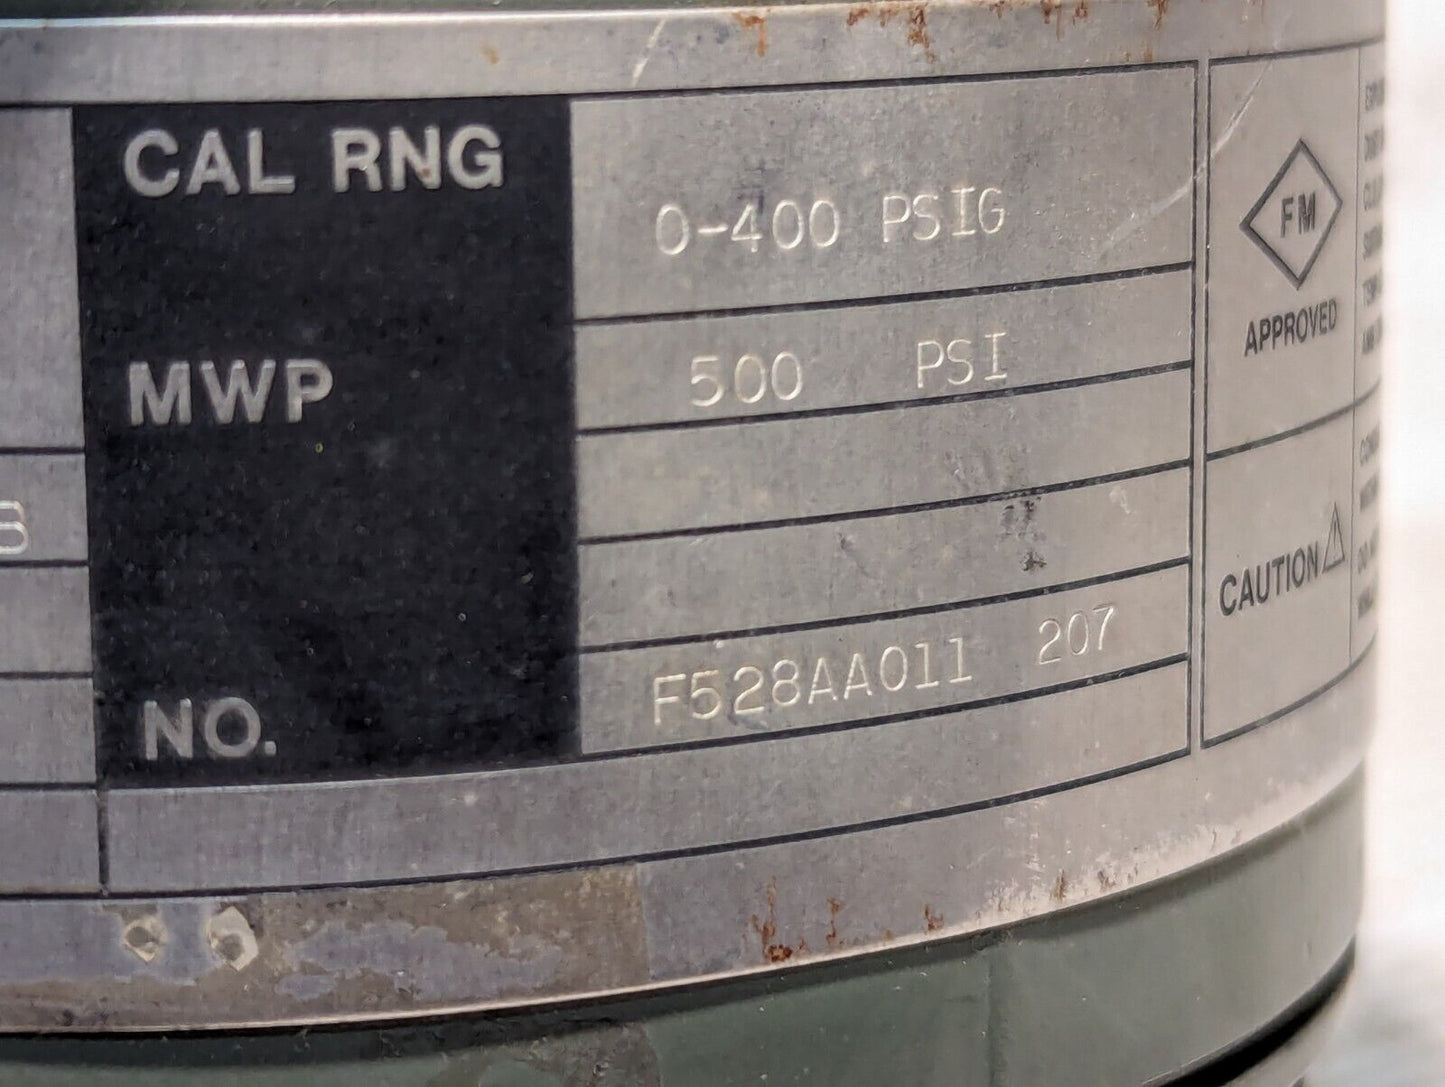 CAL RNG 0-400 PSIG
MWP 500 PSI
B
NO. F528AA011 207
FM
APPROVED
CAUTION